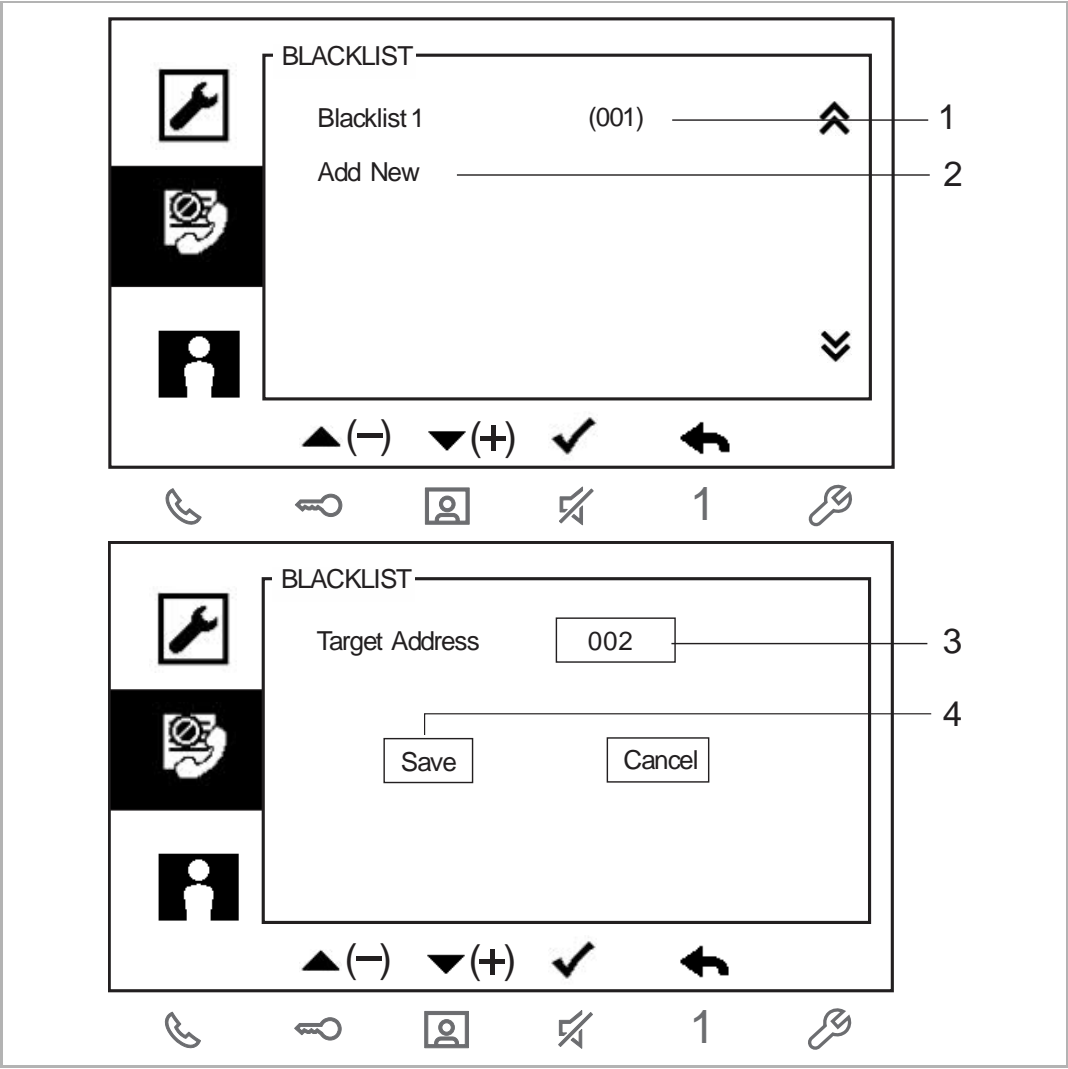 BLACKLIST
Blacklist 1 (001) 1
Add New 2
(−) (+)
1
BLACKLIST
Target Address 002 3
4
Save Cancel
(−) (+)
1